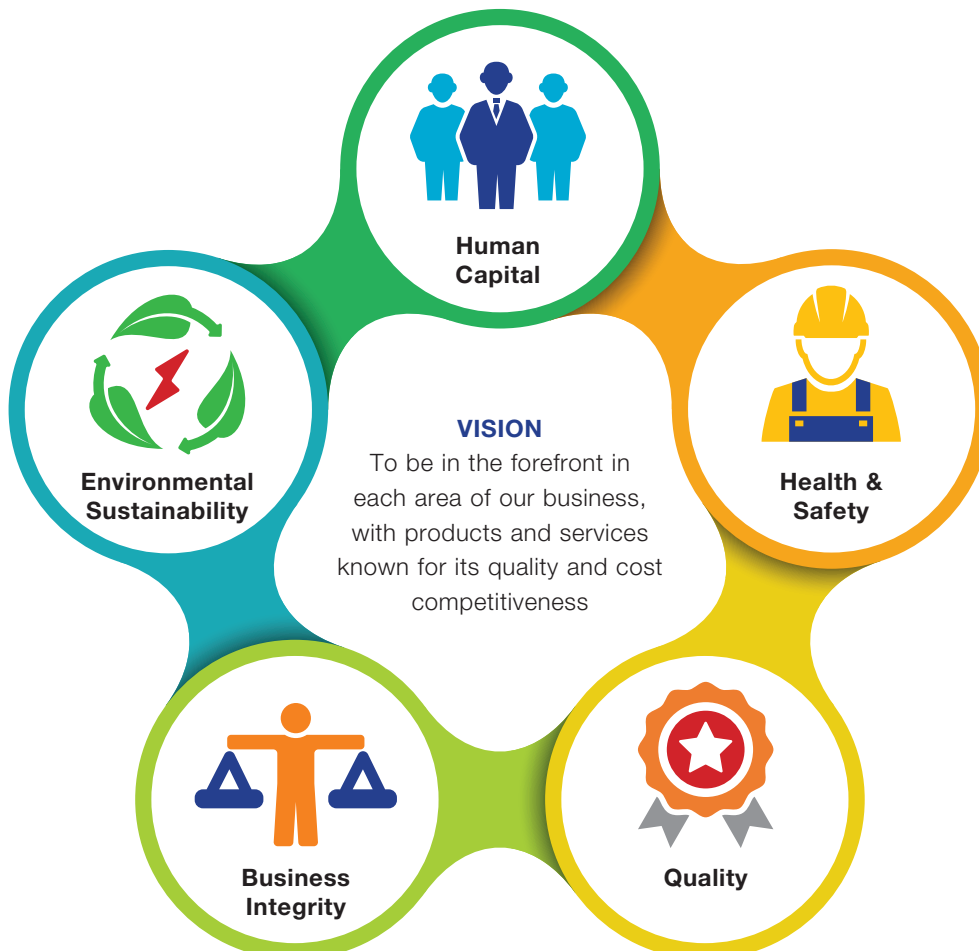 Human
Capital
Environmental
Sustainability
VISION
To be in the forefront in
each area of our business,
with products and services
known for its quality and cost
competitiveness
Health &
Safety
Business
Integrity
Quality